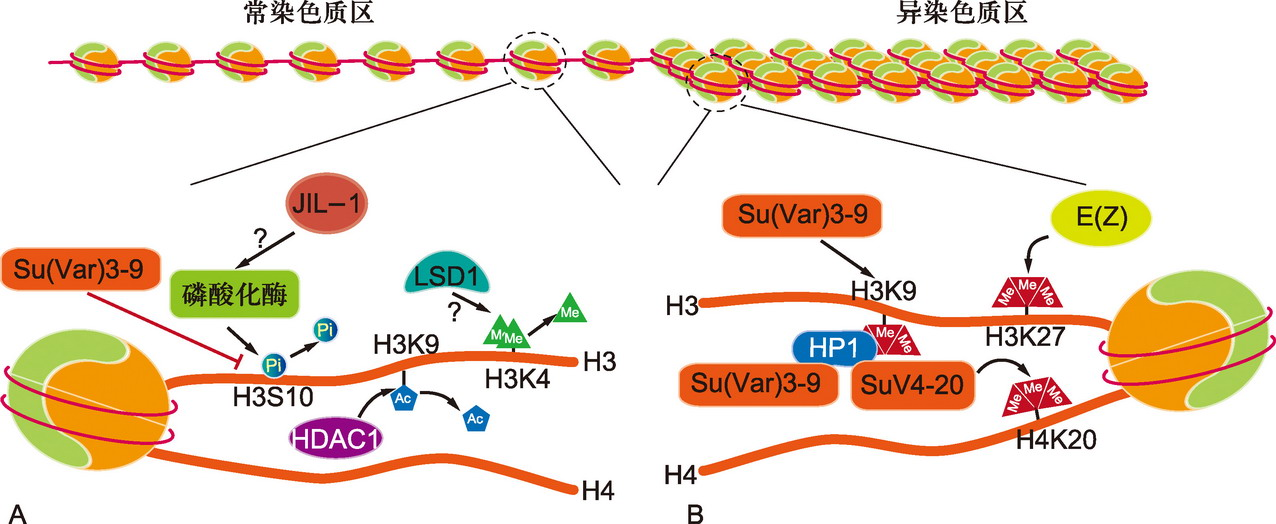 常染色质区
异染色质区
JIL–1
?
Su(Var)3-9
磷酸化酶
Pi
Pi
H3S10
LSD1
?
Me
Me
Me
H3K9
H3K4
H3
Ac
Ac
HDAC1
H4
A
Su(Var)3-9
E(Z)
H3K9
H3
Me
Me
Me
H3K27
Me
Me
Me
HP1
Su(Var)3-9
SuV4-20
Me
Me
Me
H4K20
H4
B